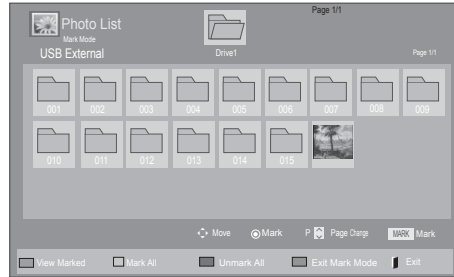 Photo List
Page 1/1
Mark Mode
USB External
Drive1
Page 1/1
001 002 003 004 005 006 007 008 009
010 011 012 013 014 015
Move Mark P Page Change MARK Mark
View Marked Mark All Unmark All Exit Mark Mode Exit